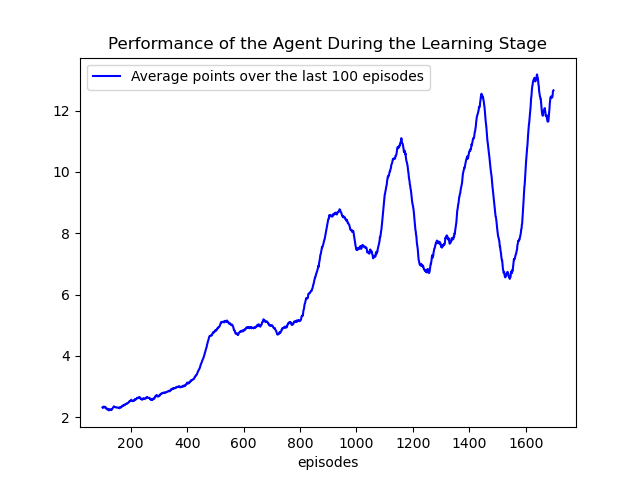 Performance of the Agent During the Learning Stage
Average points over the last 100 episodes
12
10
8
6
4
2
200 400 600 800 1000 1200 1400 1600
episodes